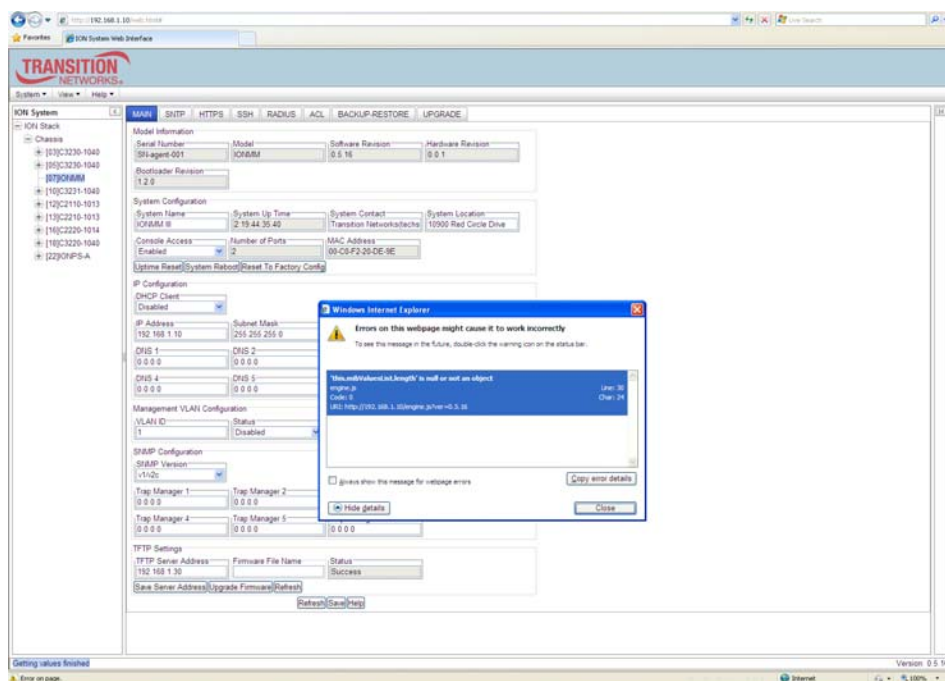 http://192.168.1.10/web.html#
Live Search
Favorites ION System Web Interface
TRANSITION
NETWORKS®
System View Help
ION System
MAIN SNTP HTTPS SSH RADIUS ACL BACKUP-RESTORE UPGRADE
ION Stack
Chassis
[03]C3230-1040
[05]C3230-1040
[07]IONMM
[10]C3231-1040
[12]C2110-1013
[13]C2210-1013
[16]C2220-1014
[18]C3220-1040
[22]IONPS-A
Model Information
Serial Number Model Software Revision Hardware Revision
SN-agent-001 IONMM 0.5.16 0.0.1
Bootloader Revision
1.2.0
System Configuration
System Name System Up Time System Contact System Location
IONMM III 2:19:44:35.40 Transition Networks(techs 10900 Red Circle Drive
Console Access Number of Ports MAC Address
Enabled 2 00-C0-F2-20-DE-9E
Uptime Reset System Reboot Reset To Factory Config
IP Configuration
DHCP Client
Disabled
IP Address Subnet Mask
192.168.1.10 255.255.255.0
DNS 1 DNS 2
0.0.0.0 0.0.0.0
DNS 4 DNS 5
0.0.0.0 0.0.0.0
Management VLAN Configuration
VLAN ID Status
1 Disabled
SNMP Configuration
SNMP Version
v1/v2c
Trap Manager 1 Trap Manager 2
0.0.0.0 0.0.0.0
Trap Manager 4 Trap Manager 5
0.0.0.0 0.0.0.0 0.0.0.0
TFTP Settings
TFTP Server Address Firmware File Name Status
192.168.1.30 Success
Save Server Address Upgrade Firmware Refresh
Refresh Save Help
Windows Internet Explorer
Errors on this webpage might cause it to work incorrectly
To see this message in the future, double-click the warning icon on the status bar.
'this.mibValuesList.length' is null or not an object
engine.js Line: 30
Code: 0 Char: 24
URI: http://192.168.1.10/engine.js?ver=0.5.16
Always show this message for webpage errors
Copy error details
Hide details Close
Getting values finished
Version 0.5.16
Error on page. Internet 100%